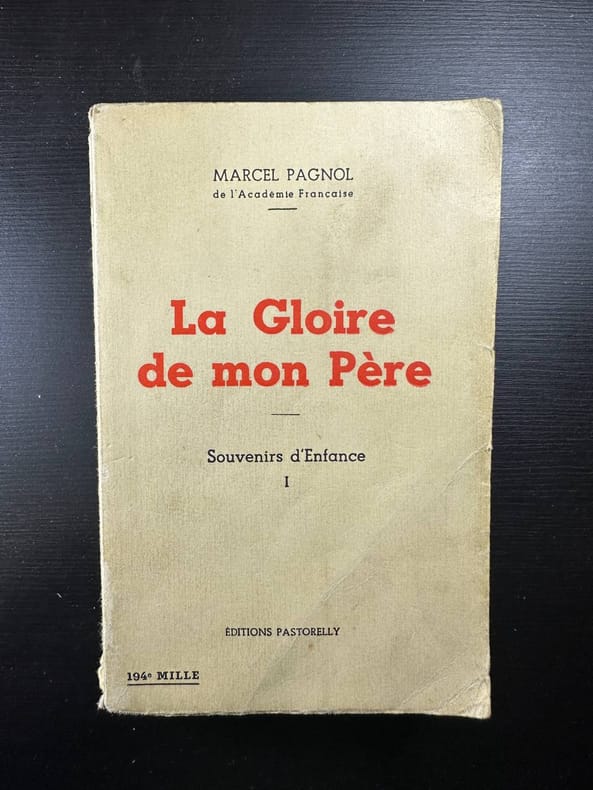 MARCEL PAGNOL
de l'Académie Française
La Gloire
de mon Père
Souvenirs d'Enfance
I
ÉDITIONS PASTORELLY
194e MILLE